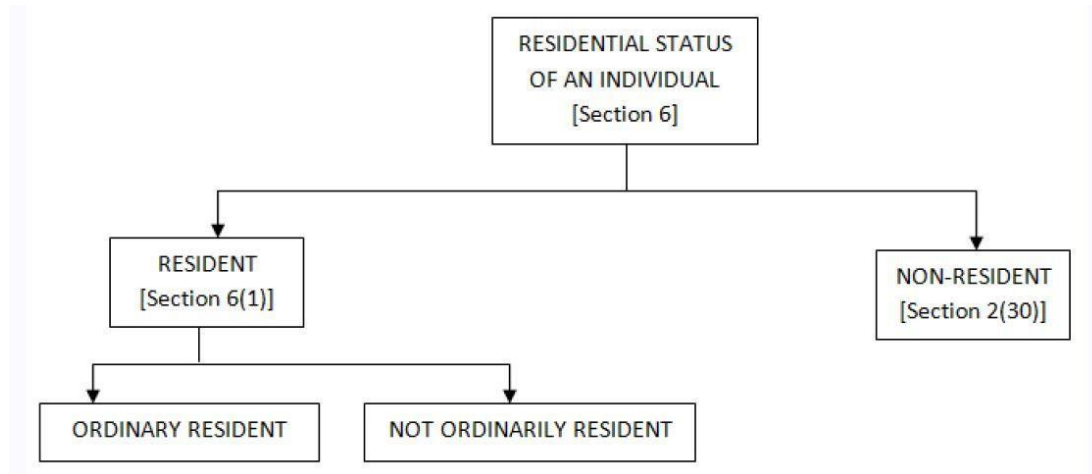 RESIDENTIAL STATUS
OF AN INDIVIDUAL
[Section 6]
RESIDENT
[Section 6(1)]
NON-RESIDENT
[Section 2(30)]
ORDINARY RESIDENT
NOT ORDINARILY RESIDENT